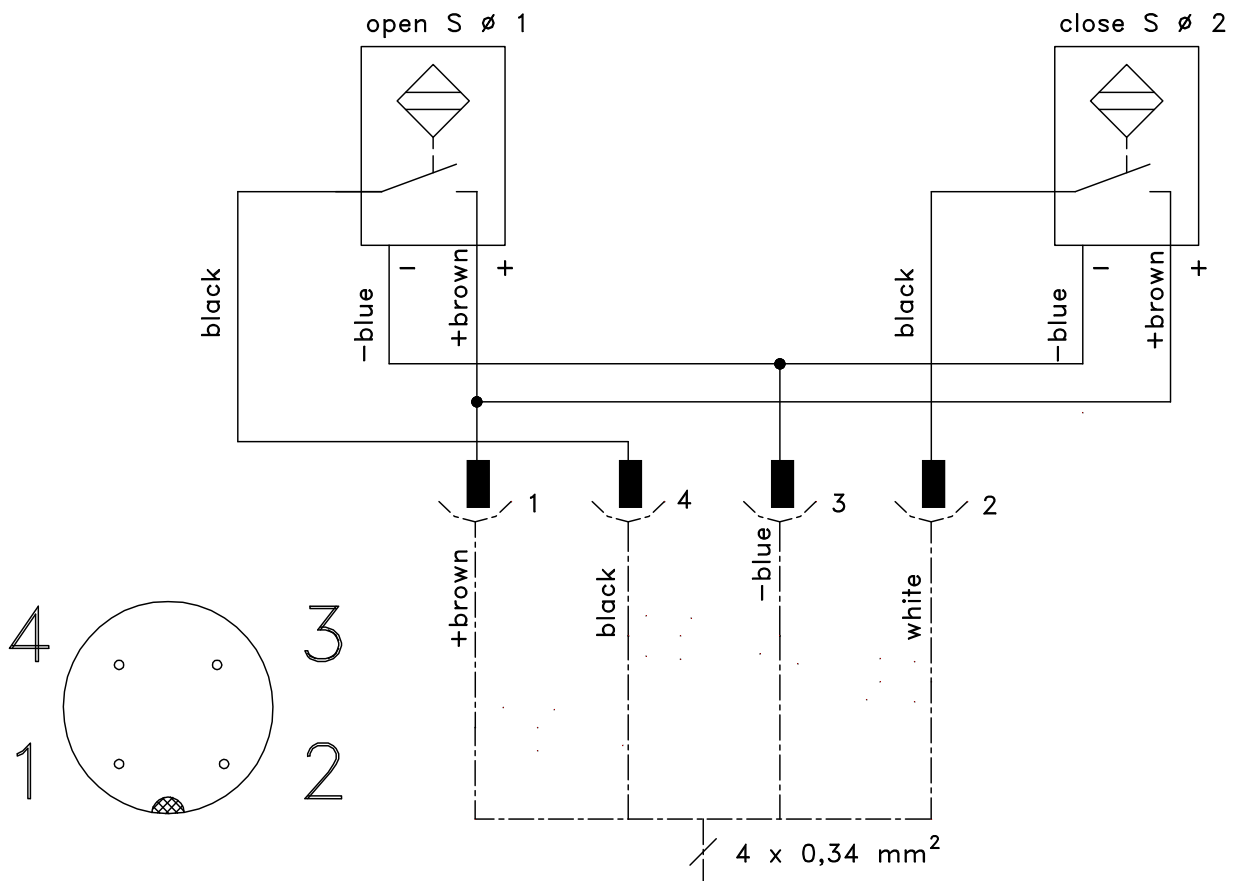 open S ø 1
close S ø 2
black
-blue
- +brown +
black
-blue
- +brown +
1
4
3
2
+brown
black
-blue
white
4 3
1 2
4 x 0,34 mm²